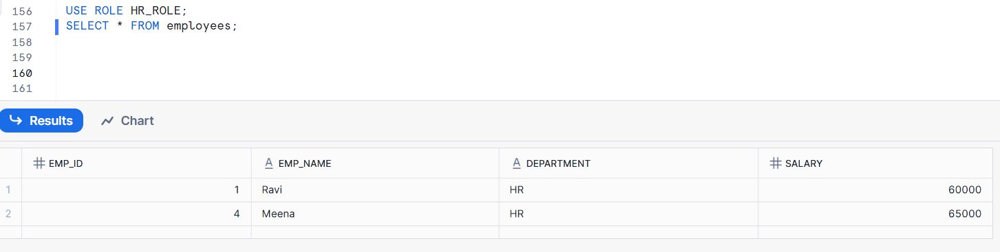 156 USE ROLE HR_ROLE;
157 SELECT * FROM employees;
158
159
160
161
Results Chart
EMP_ID EMP_NAME DEPARTMENT SALARY
1 1 Ravi HR 60000
2 4 Meena HR 65000